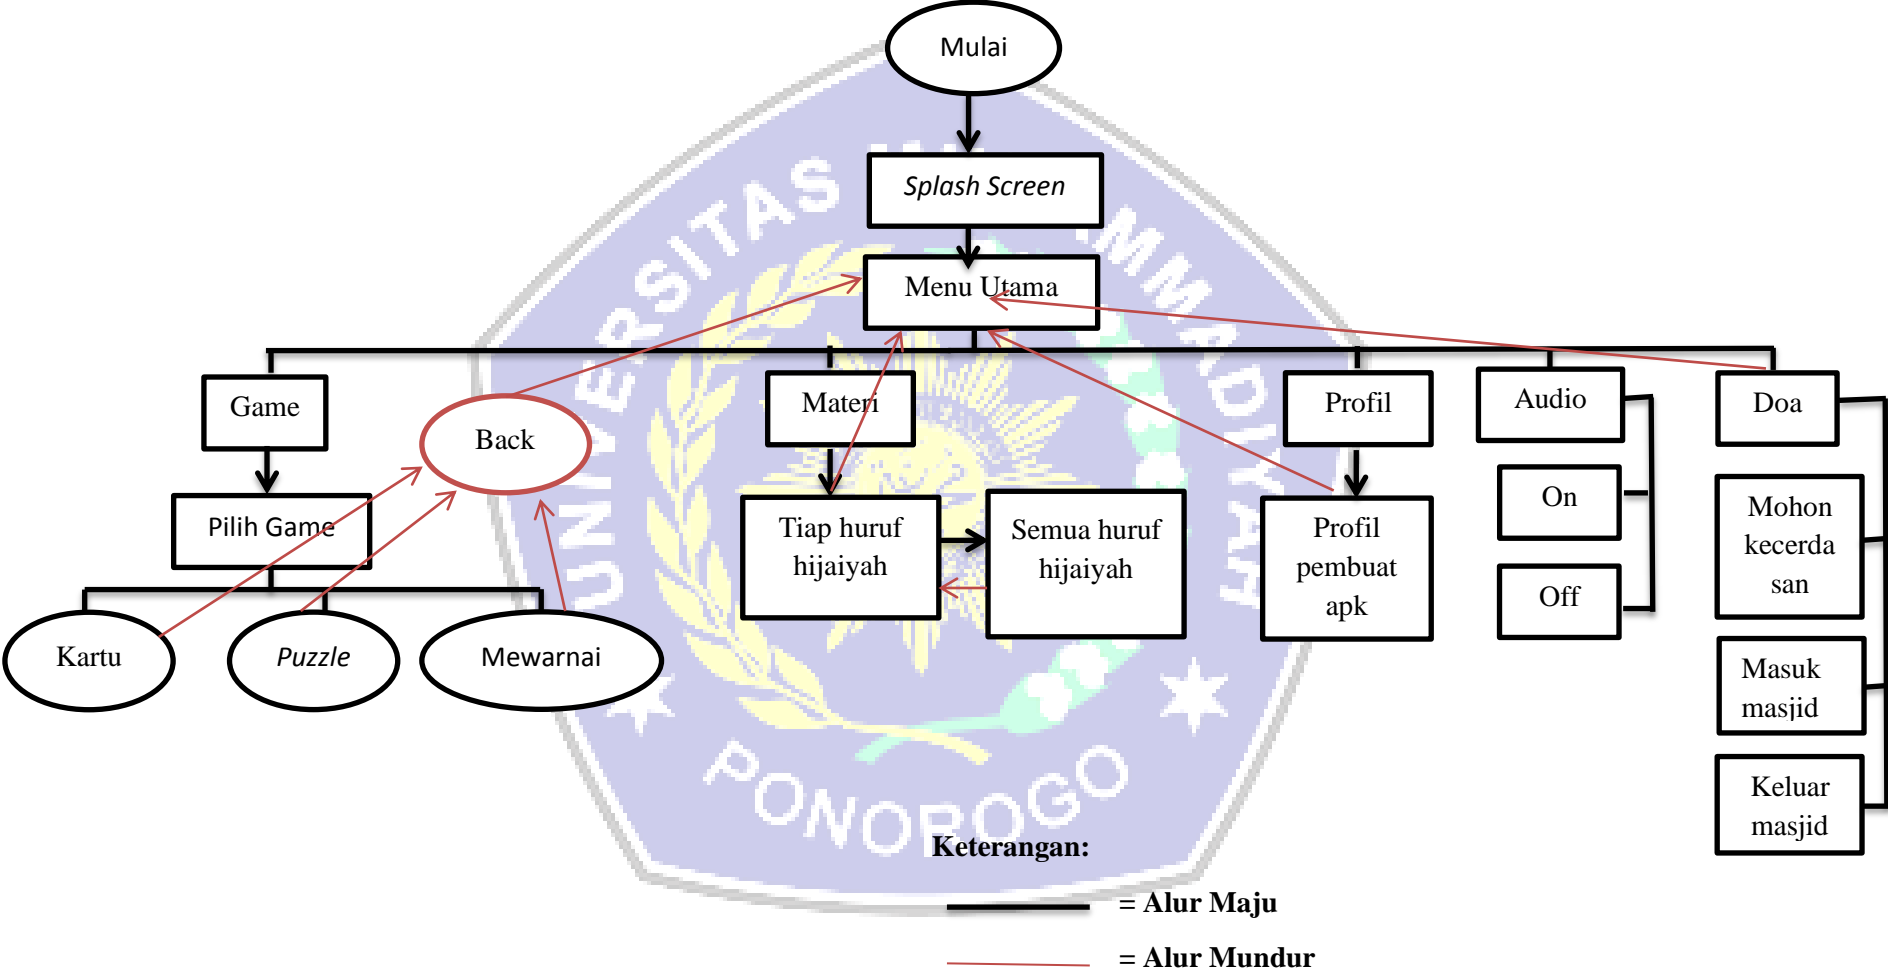 Mulai
Splash Screen
Menu Utama
Game
Back
Materi
Profil
Audio
Doa
Pilih Game
Tiap huruf
hijaiyah
Semua huruf
hijaiyah
Profil
pembuat
apk
On
Off
Mohon
kecerda
san
Masuk
masjid
Keluar
masjid
Kartu
Puzzle
Mewarnai
PONOROGO
Keterangan:
= Alur Maju
= Alur Mundur